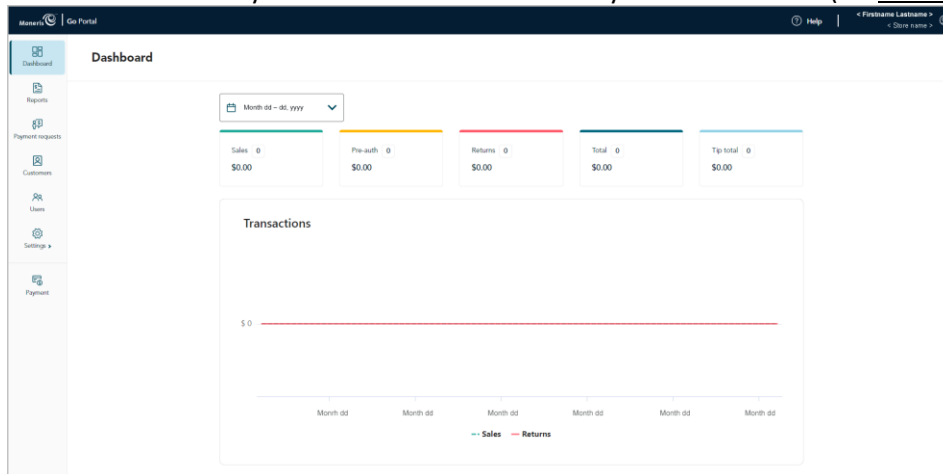 Moneris | Go Portal
Help
< Firstname Lastname >
< Store name >
Dashboard
Dashboard
Reports
Payment requests
Customers
Users
Settings
Payment
Month dd – dd, yyyy
Sales 0
$0.00
Pre-auth 0
$0.00
Returns 0
$0.00
Total 0
$0.00
Tip total 0
$0.00
Transactions
$ 0
Month dd Month dd Month dd Month dd Month dd Month dd
Sales Returns